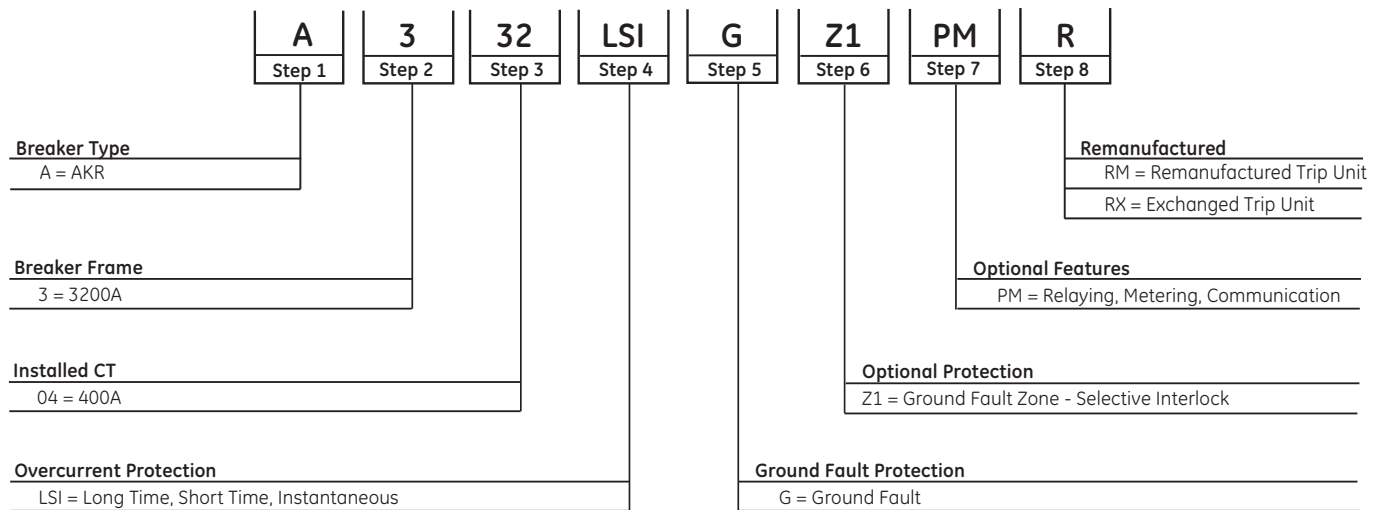 A 3 32 LSI G Z1 PM R
Step 1 Step 2 Step 3 Step 4 Step 5 Step 6 Step 7 Step 8
Breaker Type
A = AKR
Breaker Frame
3 = 3200A
Installed CT
04 = 400A
Overcurrent Protection
LSI = Long Time, Short Time, Instantaneous
Remanufactured
RM = Remanufactured Trip Unit
RX = Exchanged Trip Unit
Optional Features
PM = Relaying, Metering, Communication
Optional Protection
Z1 = Ground Fault Zone - Selective Interlock
Ground Fault Protection
G = Ground Fault